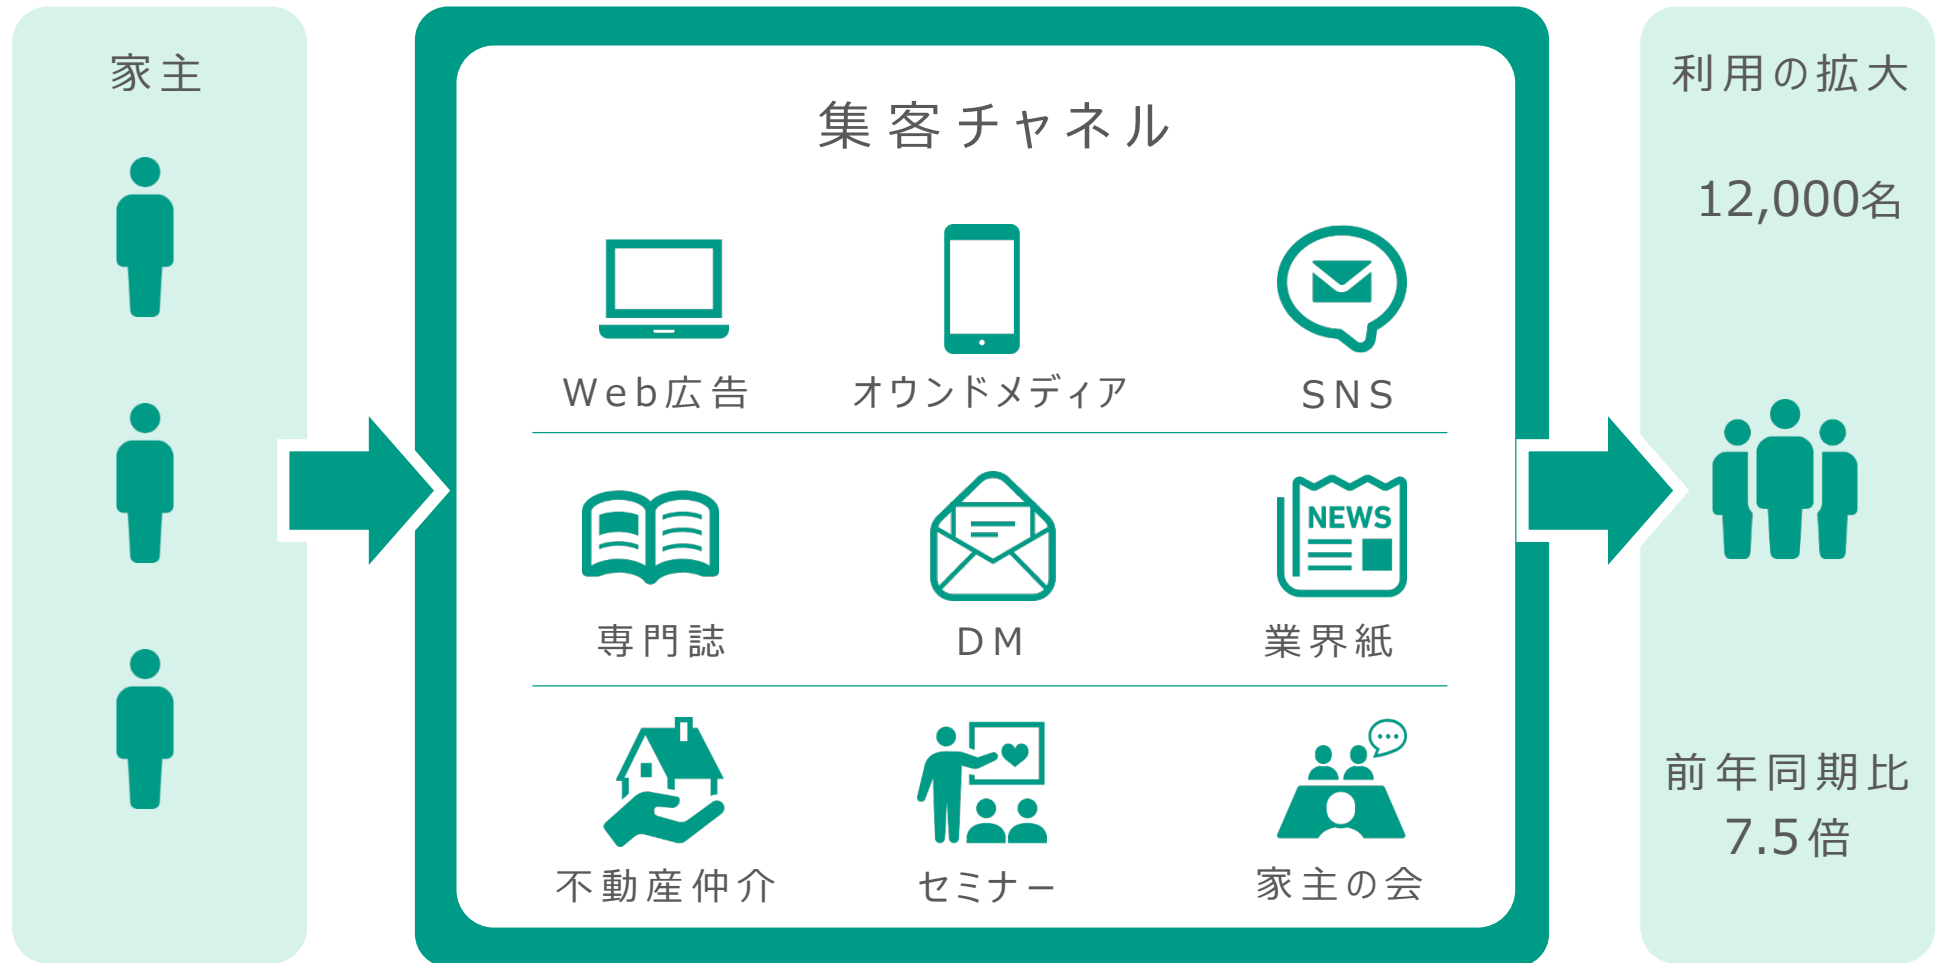 家主
集客チャネル
Web広告
オウンドメディア
SNS
NEWS
専門誌
DM
業界紙
不動産仲介
セミナー
家主の会
利用の拡大
12,000名
前年同期比
7.5倍